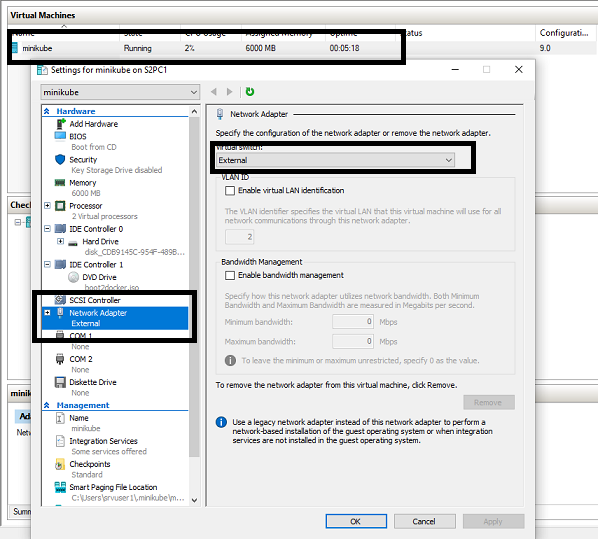 Virtual Machines
Name State CPU Usage Assigned Memory Uptime Status Configurati...
minikube Running 2% 6000 MB 00:05:18 9.0
Settings for minikube on S2PC1
minikube
Hardware
Add Hardware
BIOS
Boot from CD
Security
Key Storage Drive disabled
Memory
6000 MB
Processor
2 Virtual processors
IDE Controller 0
Hard Drive
disk_CDB9145C-954F-489B...
IDE Controller 1
DVD Drive
boot2docker.iso
SCSI Controller
Network Adapter
External
COM 1
None
COM 2
None
Diskette Drive
None
Management
Name
minikube
Integration Services
Some services offered
Checkpoints
Standard
Smart Paging File Location
C:\Users\srvuser1\.minikube\m...
Network Adapter
Specify the configuration of the network adapter or remove the network adapter.
Virtual switch:
External
VLAN ID
Enable virtual LAN identification
The VLAN identifier specifies the virtual LAN that this virtual machine will use for all
network communications through this network adapter.
2
Bandwidth Management
Enable bandwidth management
Specify how this network adapter utilizes network bandwidth. Both Minimum
Bandwidth and Maximum Bandwidth are measured in Megabits per second.
Minimum bandwidth: 0 Mbps
Maximum bandwidth: 0 Mbps
To leave the minimum or maximum unrestricted, specify 0 as the value.
To remove the network adapter from this virtual machine, click Remove.
Remove
Use a legacy network adapter instead of this network adapter to perform a
network-based installation of the guest operating system or when integration
services are not installed in the guest operating system.
OK Cancel Apply
Check
minil
Ada
Netw
Summ